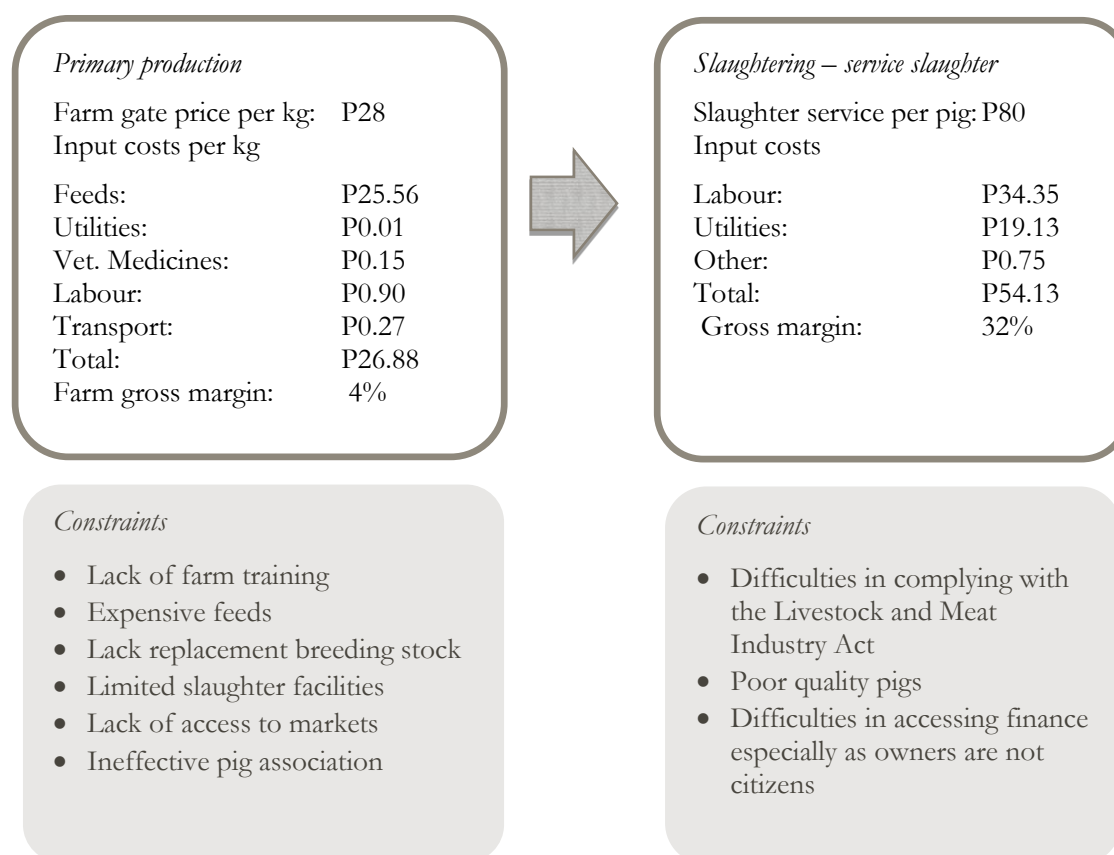 Primary production
Farm gate price per kg: P28
Input costs per kg
Feeds: P25.56
Utilities: P0.01
Vet. Medicines: P0.15
Labour: P0.90
Transport: P0.27
Total: P26.88
Farm gross margin: 4%
Slaughtering – service slaughter
Slaughter service per pig: P80
Input costs
Labour: P34.35
Utilities: P19.13
Other: P0.75
Total: P54.13
Gross margin: 32%
Constraints
• Lack of farm training
• Expensive feeds
• Lack replacement breeding stock
• Limited slaughter facilities
• Lack of access to markets
• Ineffective pig association
Constraints
• Difficulties in complying with
the Livestock and Meat
Industry Act
• Poor quality pigs
• Difficulties in accessing finance
especially as owners are not
citizens